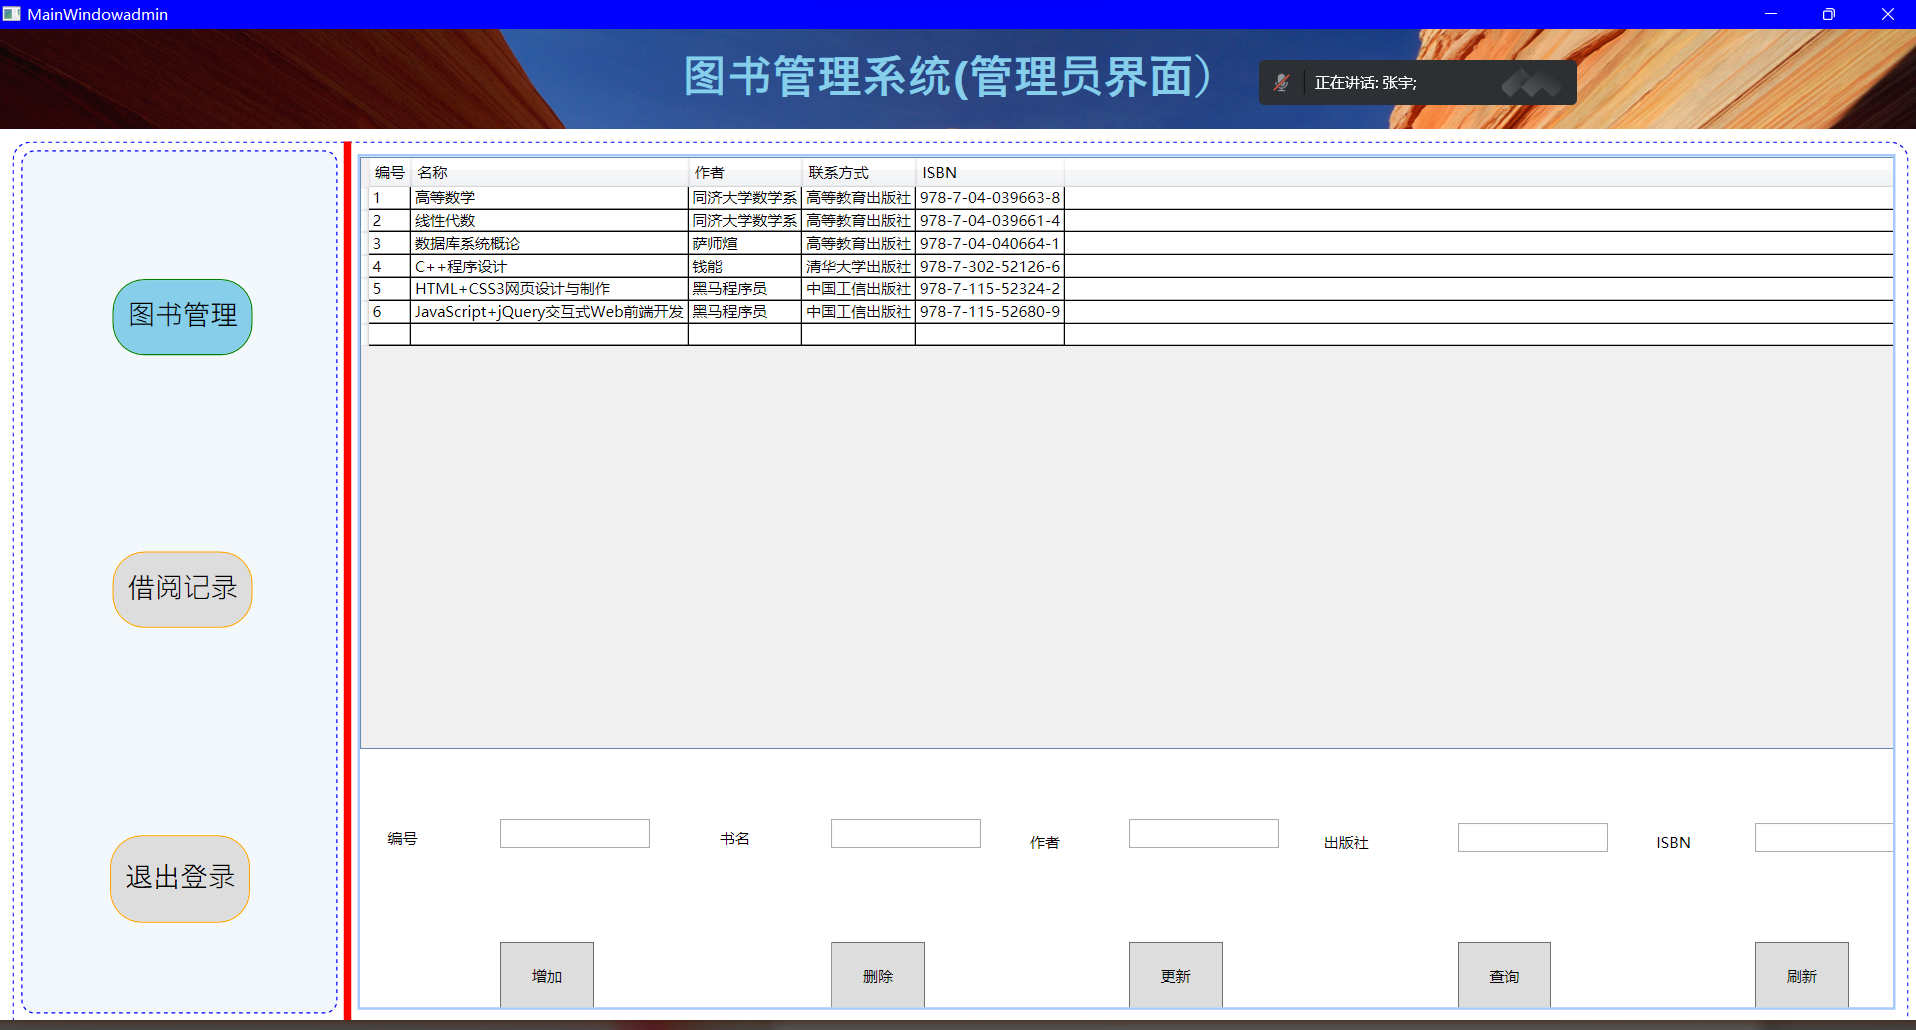 MainWindowadmin
图书管理系统(管理员界面）
正在讲话: 张宇;
图书管理
借阅记录
退出登录
编号 名称 作者 联系方式 ISBN
1 高等数学 同济大学数学系 高等教育出版社 978-7-04-039663-8
2 线性代数 同济大学数学系 高等教育出版社 978-7-04-039661-4
3 数据库系统概论 萨师煊 高等教育出版社 978-7-04-040664-1
4 C++程序设计 钱能 清华大学出版社 978-7-302-52126-6
5 HTML+CSS3网页设计与制作 黑马程序员 中国工信出版社 978-7-115-52324-2
6 JavaScript+jQuery交互式Web前端开发 黑马程序员 中国工信出版社 978-7-115-52680-9
编号 书名 作者 出版社 ISBN
增加 删除 更新 查询 刷新